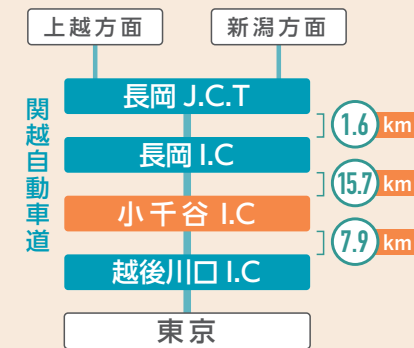 上越方面
新潟方面
関越自動車道
長岡 J.C.T
1.6 km
長岡 I.C
15.7 km
小千谷 I.C
7.9 km
越後川口 I.C
東京